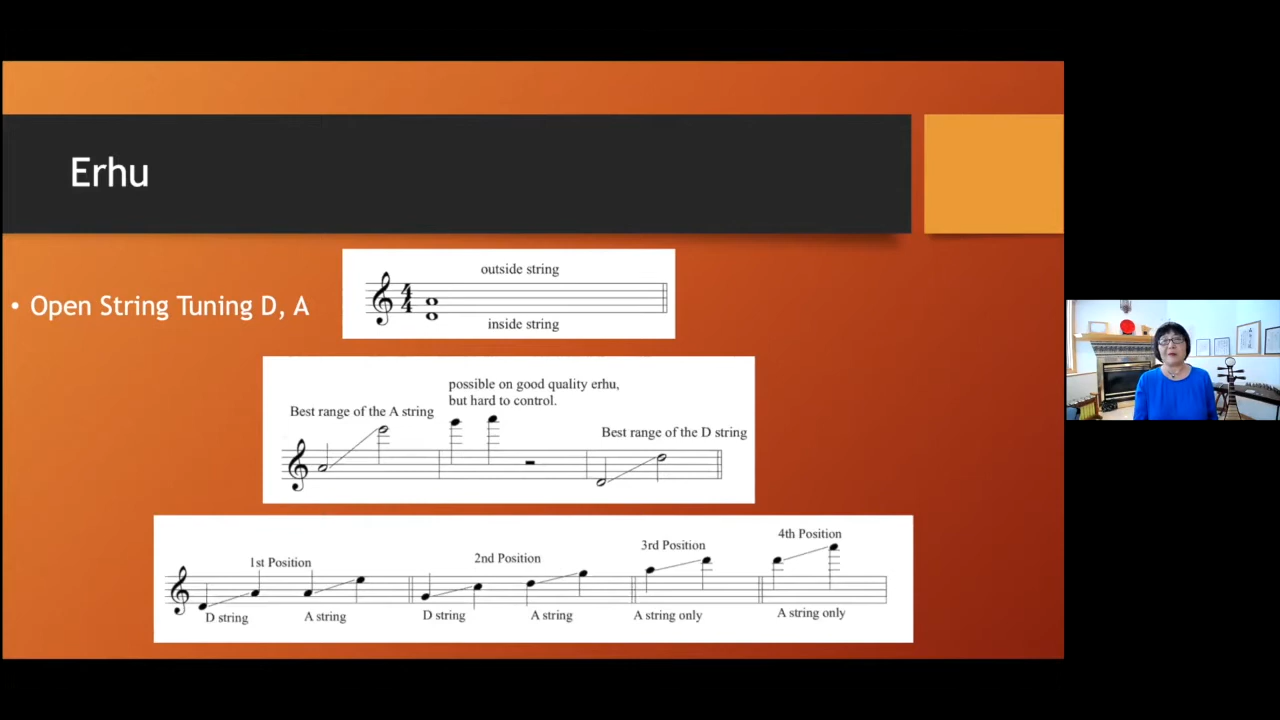 Erhu
• Open String Tuning D, A
outside string
4
4
inside string
possible on good quality erhu,
but hard to control.
Best range of the A string
Best range of the D string
1st Position
2nd Position
3rd Position
4th Position
D string
A string
D string
A string
A string only
A string only